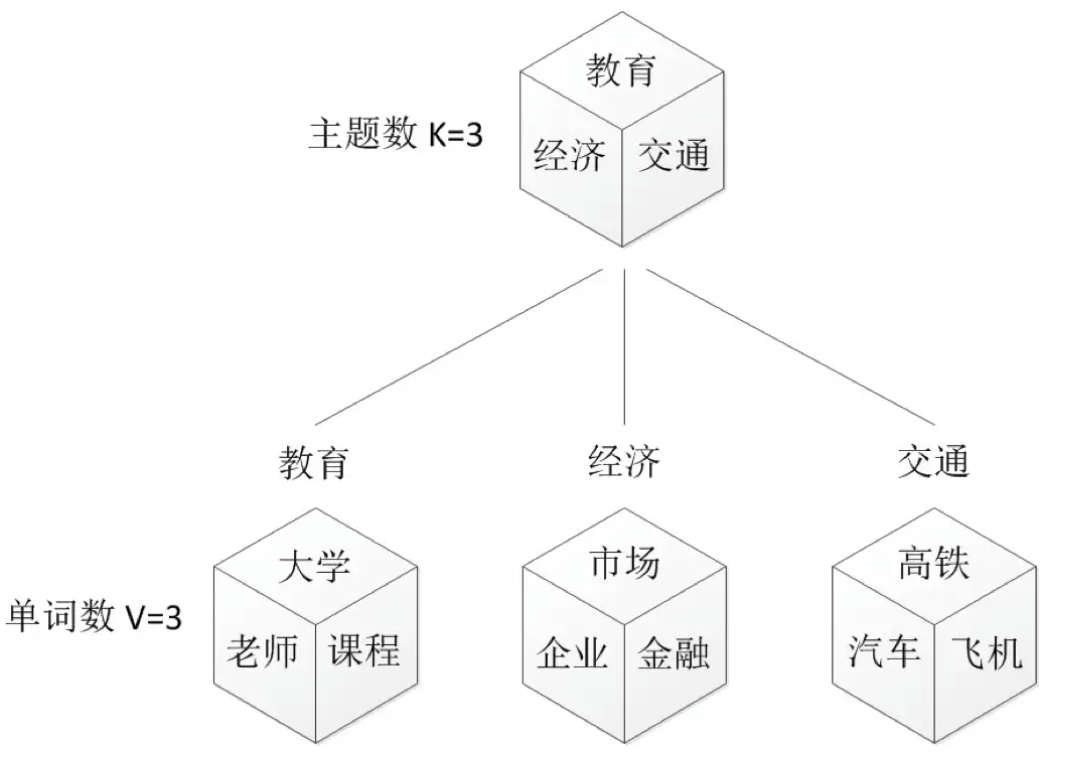 教育
主题数 K=3
经济 交通
教育 经济 交通
大学 市场 高铁
单词数 V=3
老师 课程 企业 金融 汽车 飞机